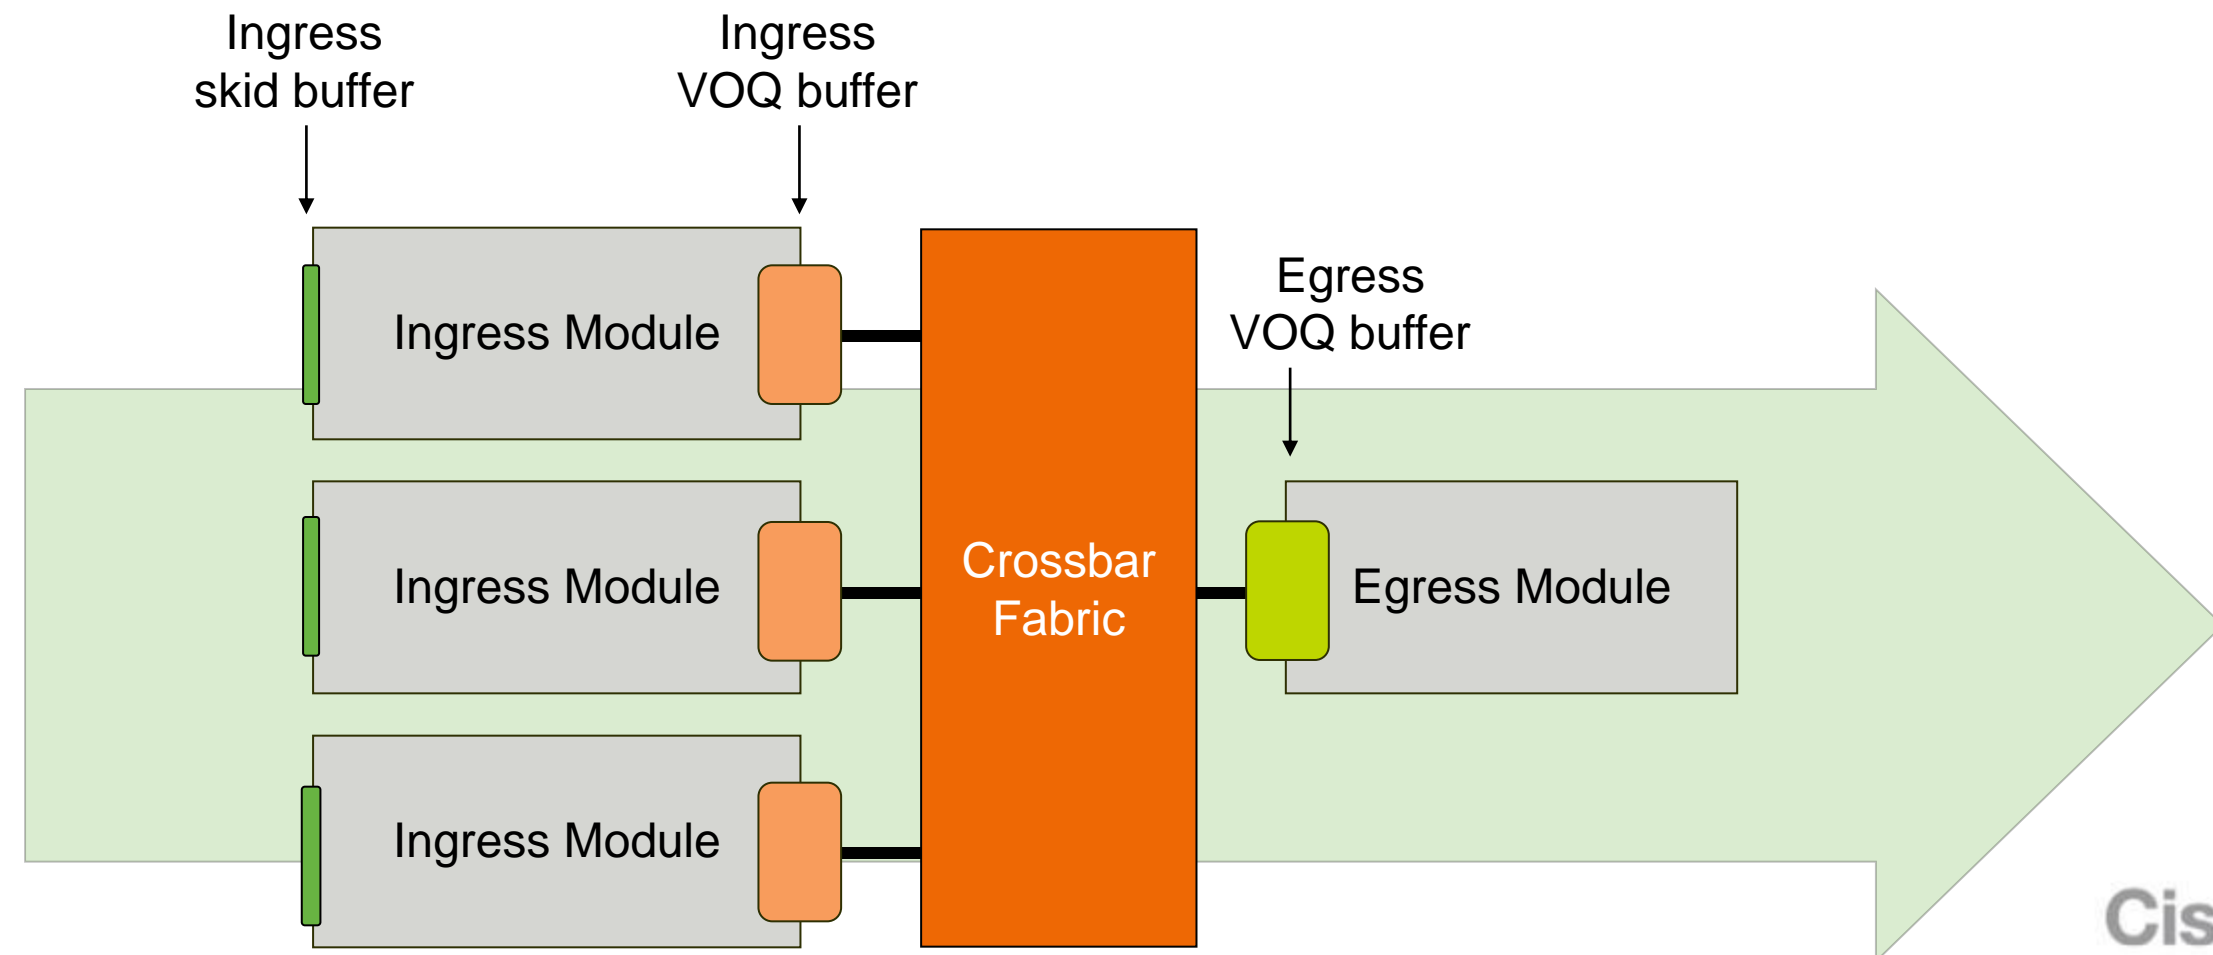 Ingress
skid buffer
Ingress
VOQ buffer
Egress
VOQ buffer
Ingress Module
Ingress Module
Crossbar
Fabric
Egress Module
Ingress Module
Cis